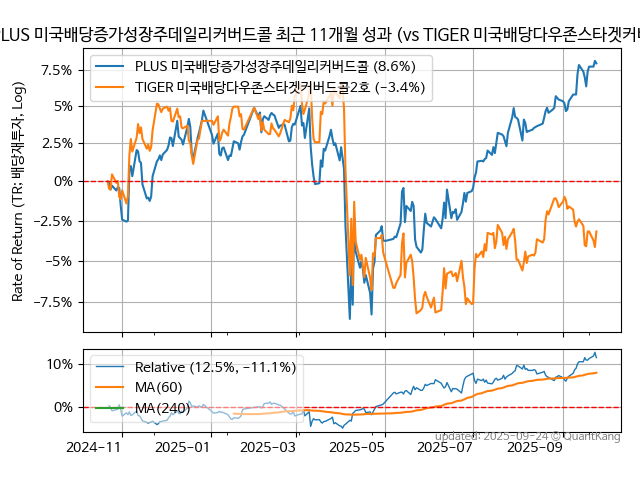 PLUS 미국배당증가성장주데일리커버드콜 최근 11개월 성과 (vs TIGER 미국배당다우존스타겟커버
PLUS 미국배당증가성장주데일리커버드콜 (8.6%)
TIGER 미국배당다우존스타겟커버드콜2호 (−3.4%)
Rate of Return (TR: 배당재투자, Log)
7.5%
5%
2.5%
0%
−2.5%
−5%
−7.5%
Relative (12.5%, −11.1%)
MA(60)
MA(240)
10%
0%
2024−11
2025−01
2025−03
2025−05
2025−07
2025−09
updated: 2025−09−24 © QuantKang